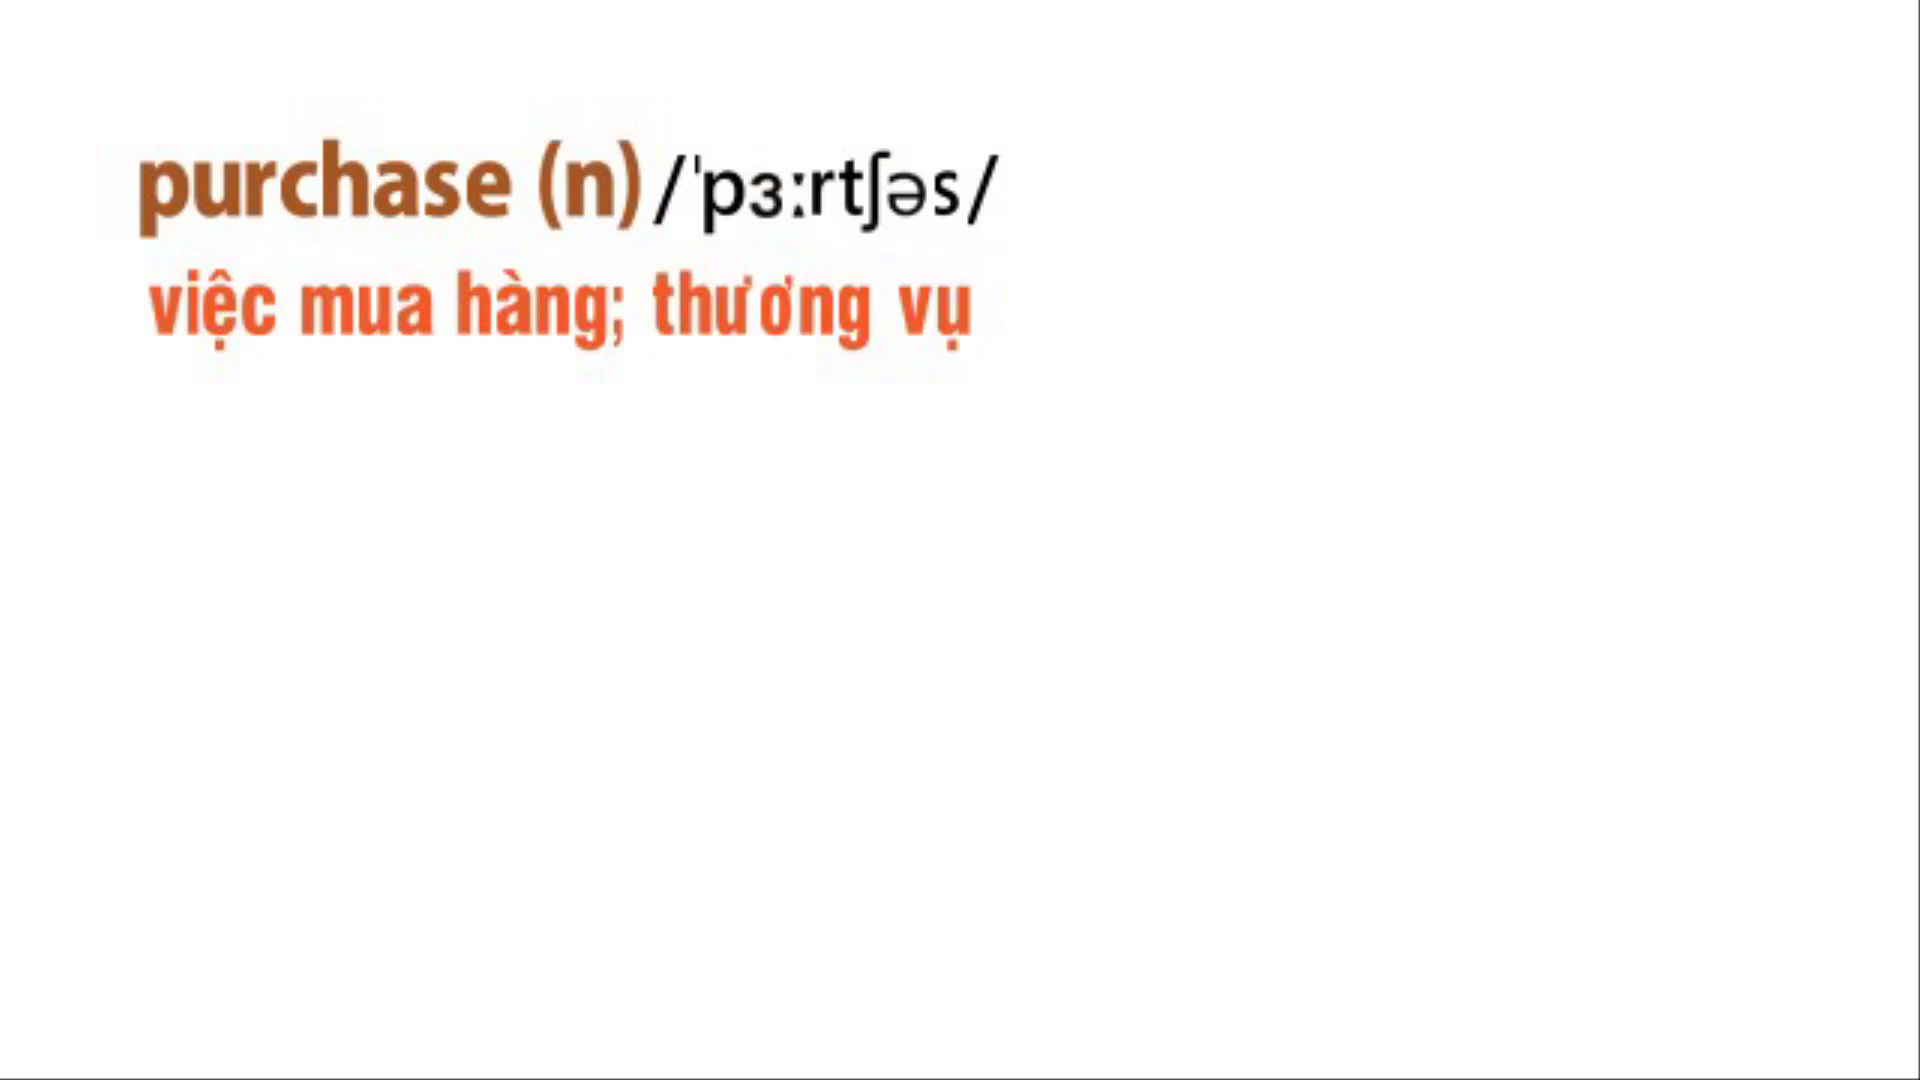 purchase (n) /ˈpɜːrtʃəs/
việc mua hàng; thương vụ